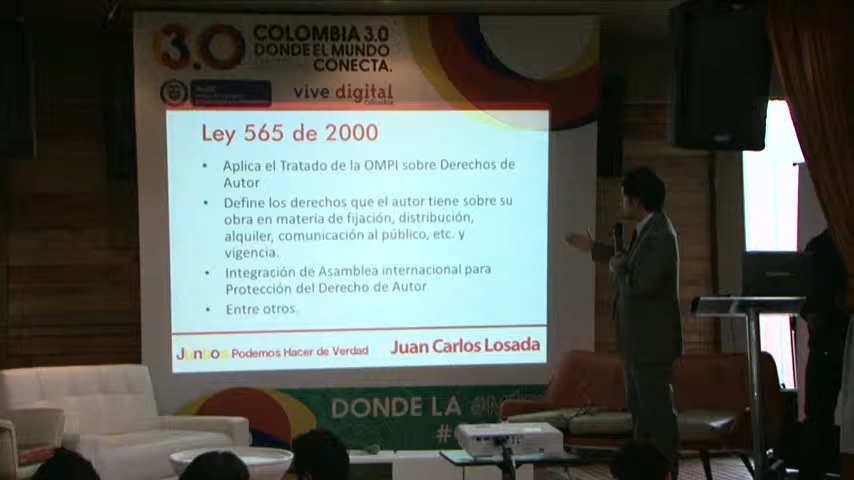 3.0
COLOMBIA 3.0
DONDE EL MUNDO
CONECTA.
vive digital
Colombia
Ley 565 de 2000
• Aplica el Tratado de la OMPI sobre Derechos de
Autor
• Define los derechos que el autor tiene sobre su
obra en materia de fijación, distribución,
alquiler, comunicación al público, etc. y
vigencia.
• Integración de Asamblea internacional para
Protección del Derecho de Autor
• Entre otros.
Juntos Podemos Hacer de Verdad
Juan Carlos Losada
DONDE LA